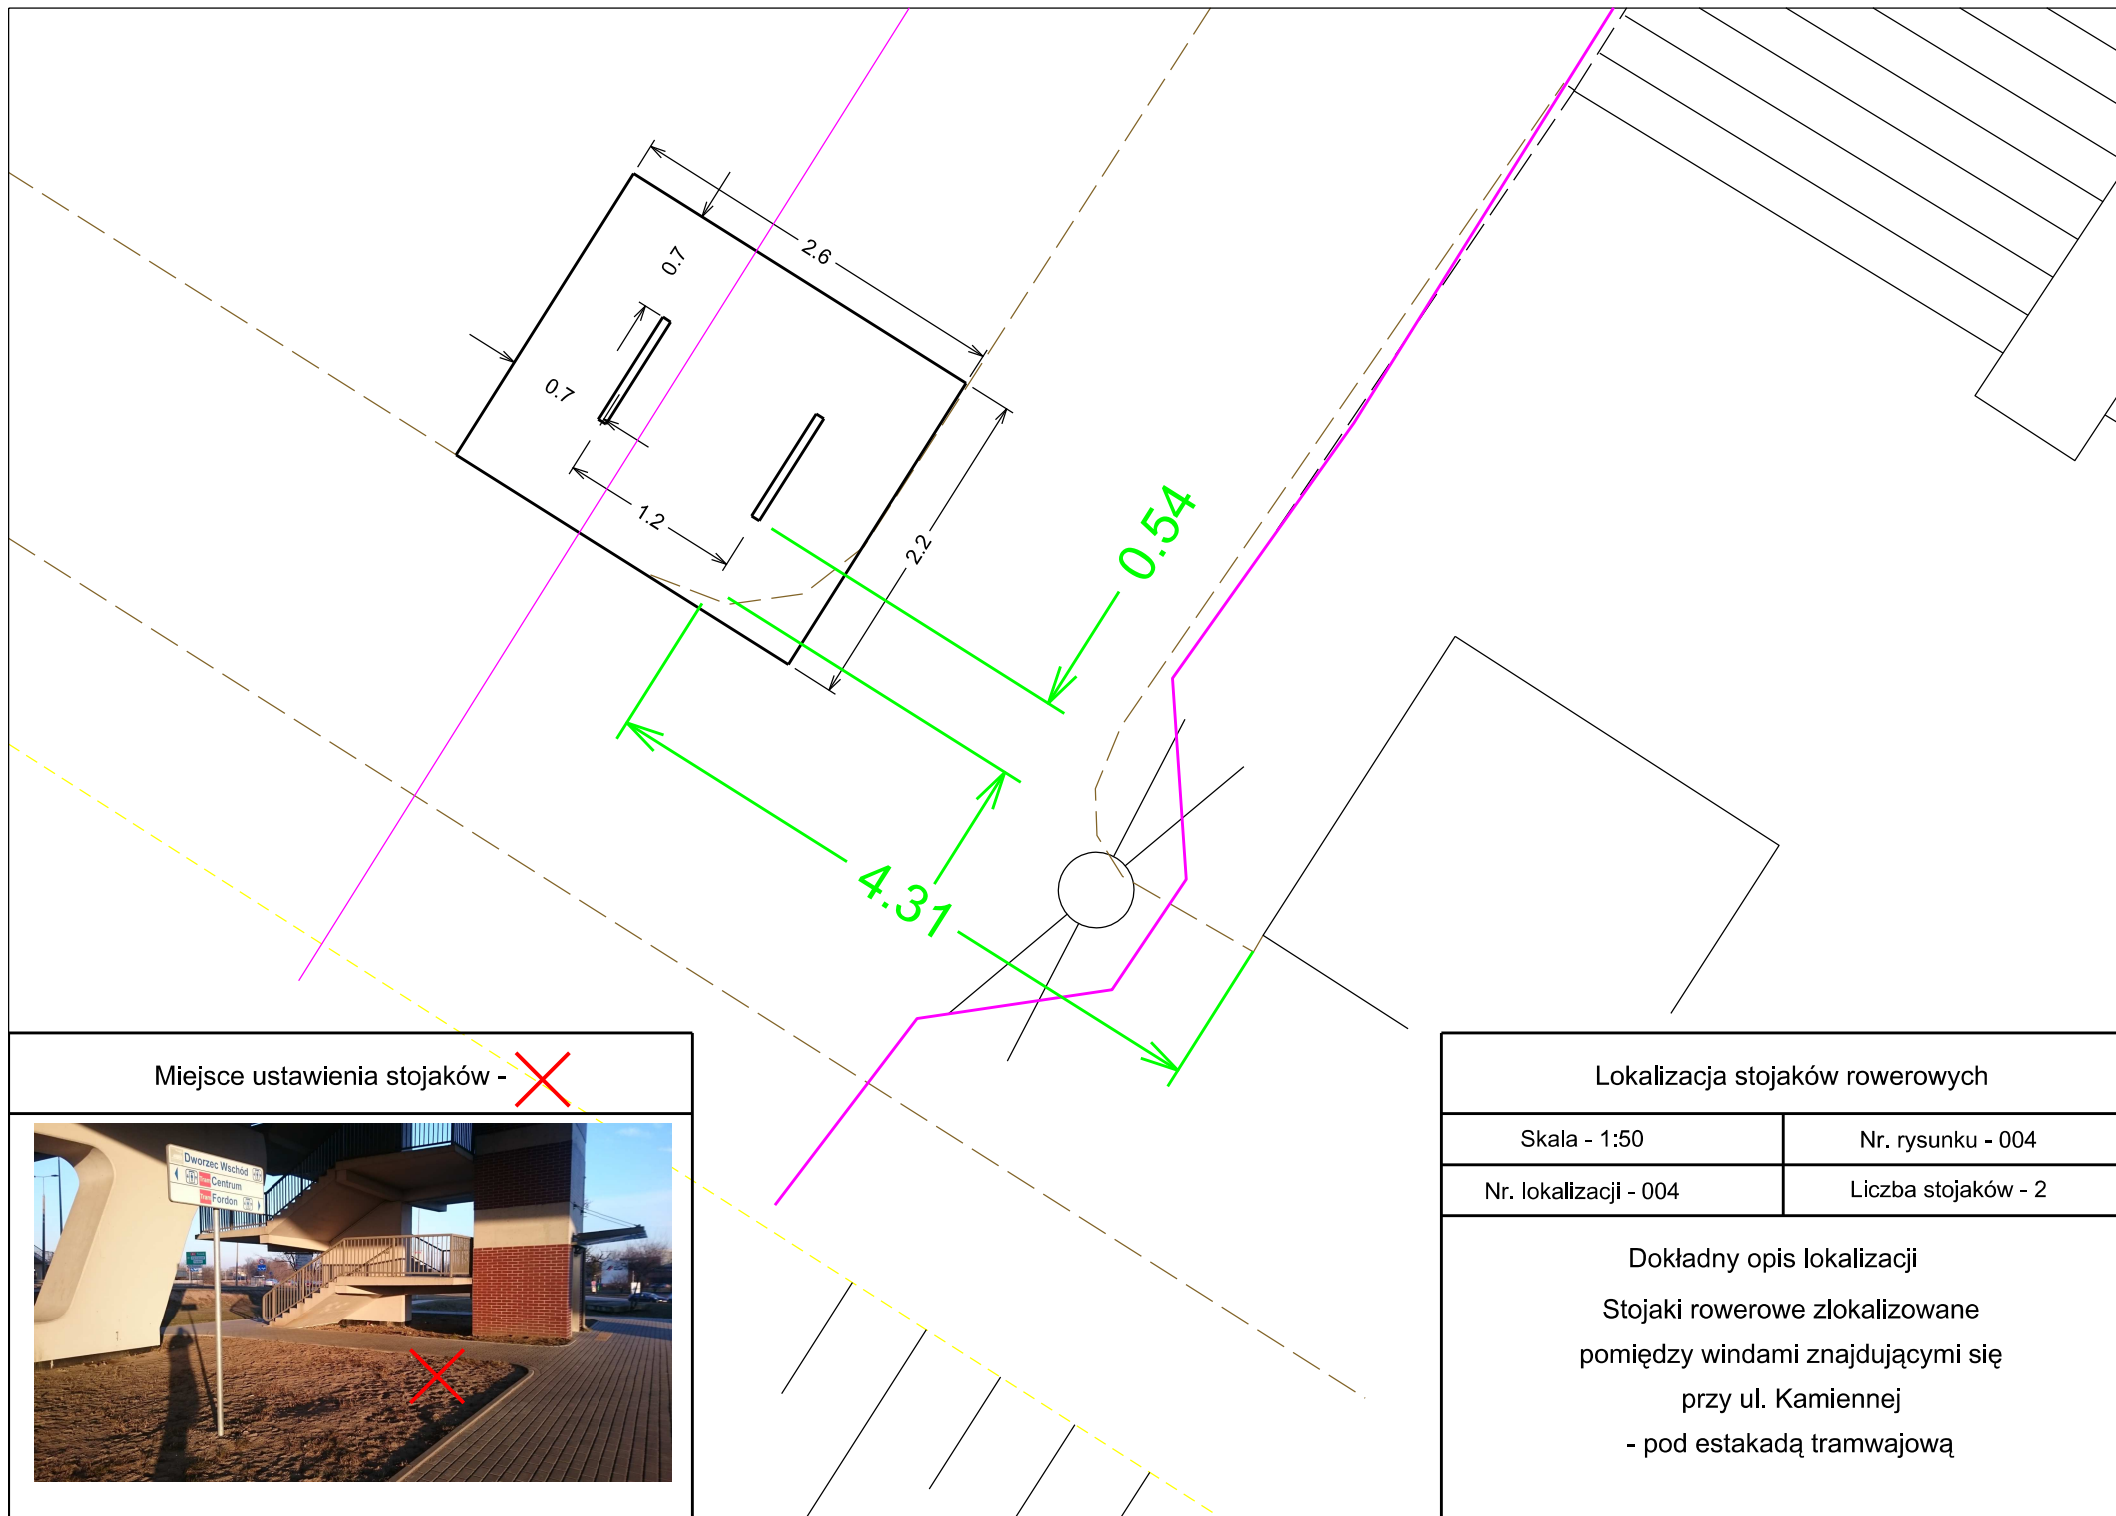 2.6
0.7
0.7
1.2
2.2
0.54
4.31
Miejsce ustawienia stojaków -
Dworzec Wschód
Tram Centrum
Tram Fordon
Lokalizacja stojaków rowerowych
Skala - 1:50
Nr. rysunku - 004
Nr. lokalizacji - 004
Liczba stojaków - 2
Dokładny opis lokalizacji
Stojaki rowerowe zlokalizowane
pomiędzy windami znajdującymi się
przy ul. Kamiennej
- pod estakadą tramwajową